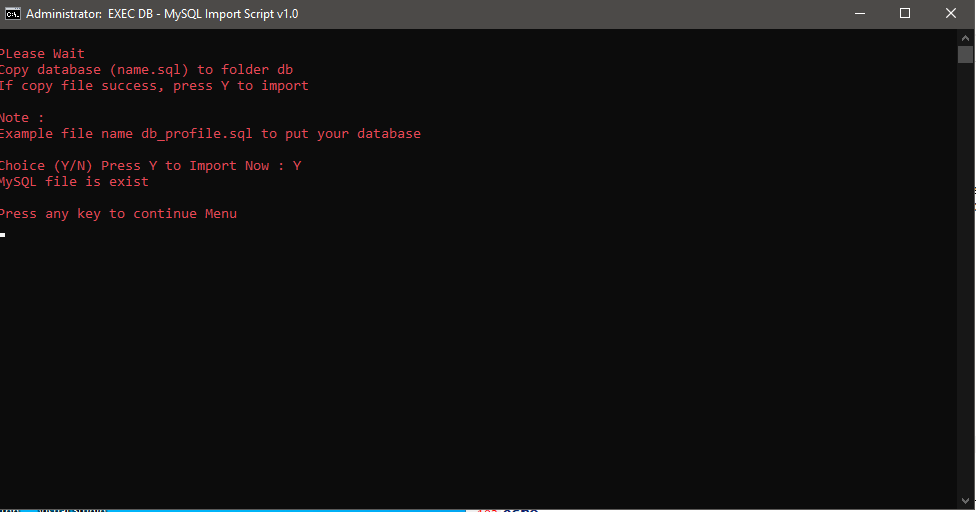 Administrator:  EXEC DB - MySQL Import Script v1.0
PLease Wait
Copy database (name.sql) to folder db
If copy file success, press Y to import
Note :
Example file name db_profile.sql to put your database
Choice (Y/N) Press Y to Import Now : Y
MySQL file is exist
Press any key to continue Menu